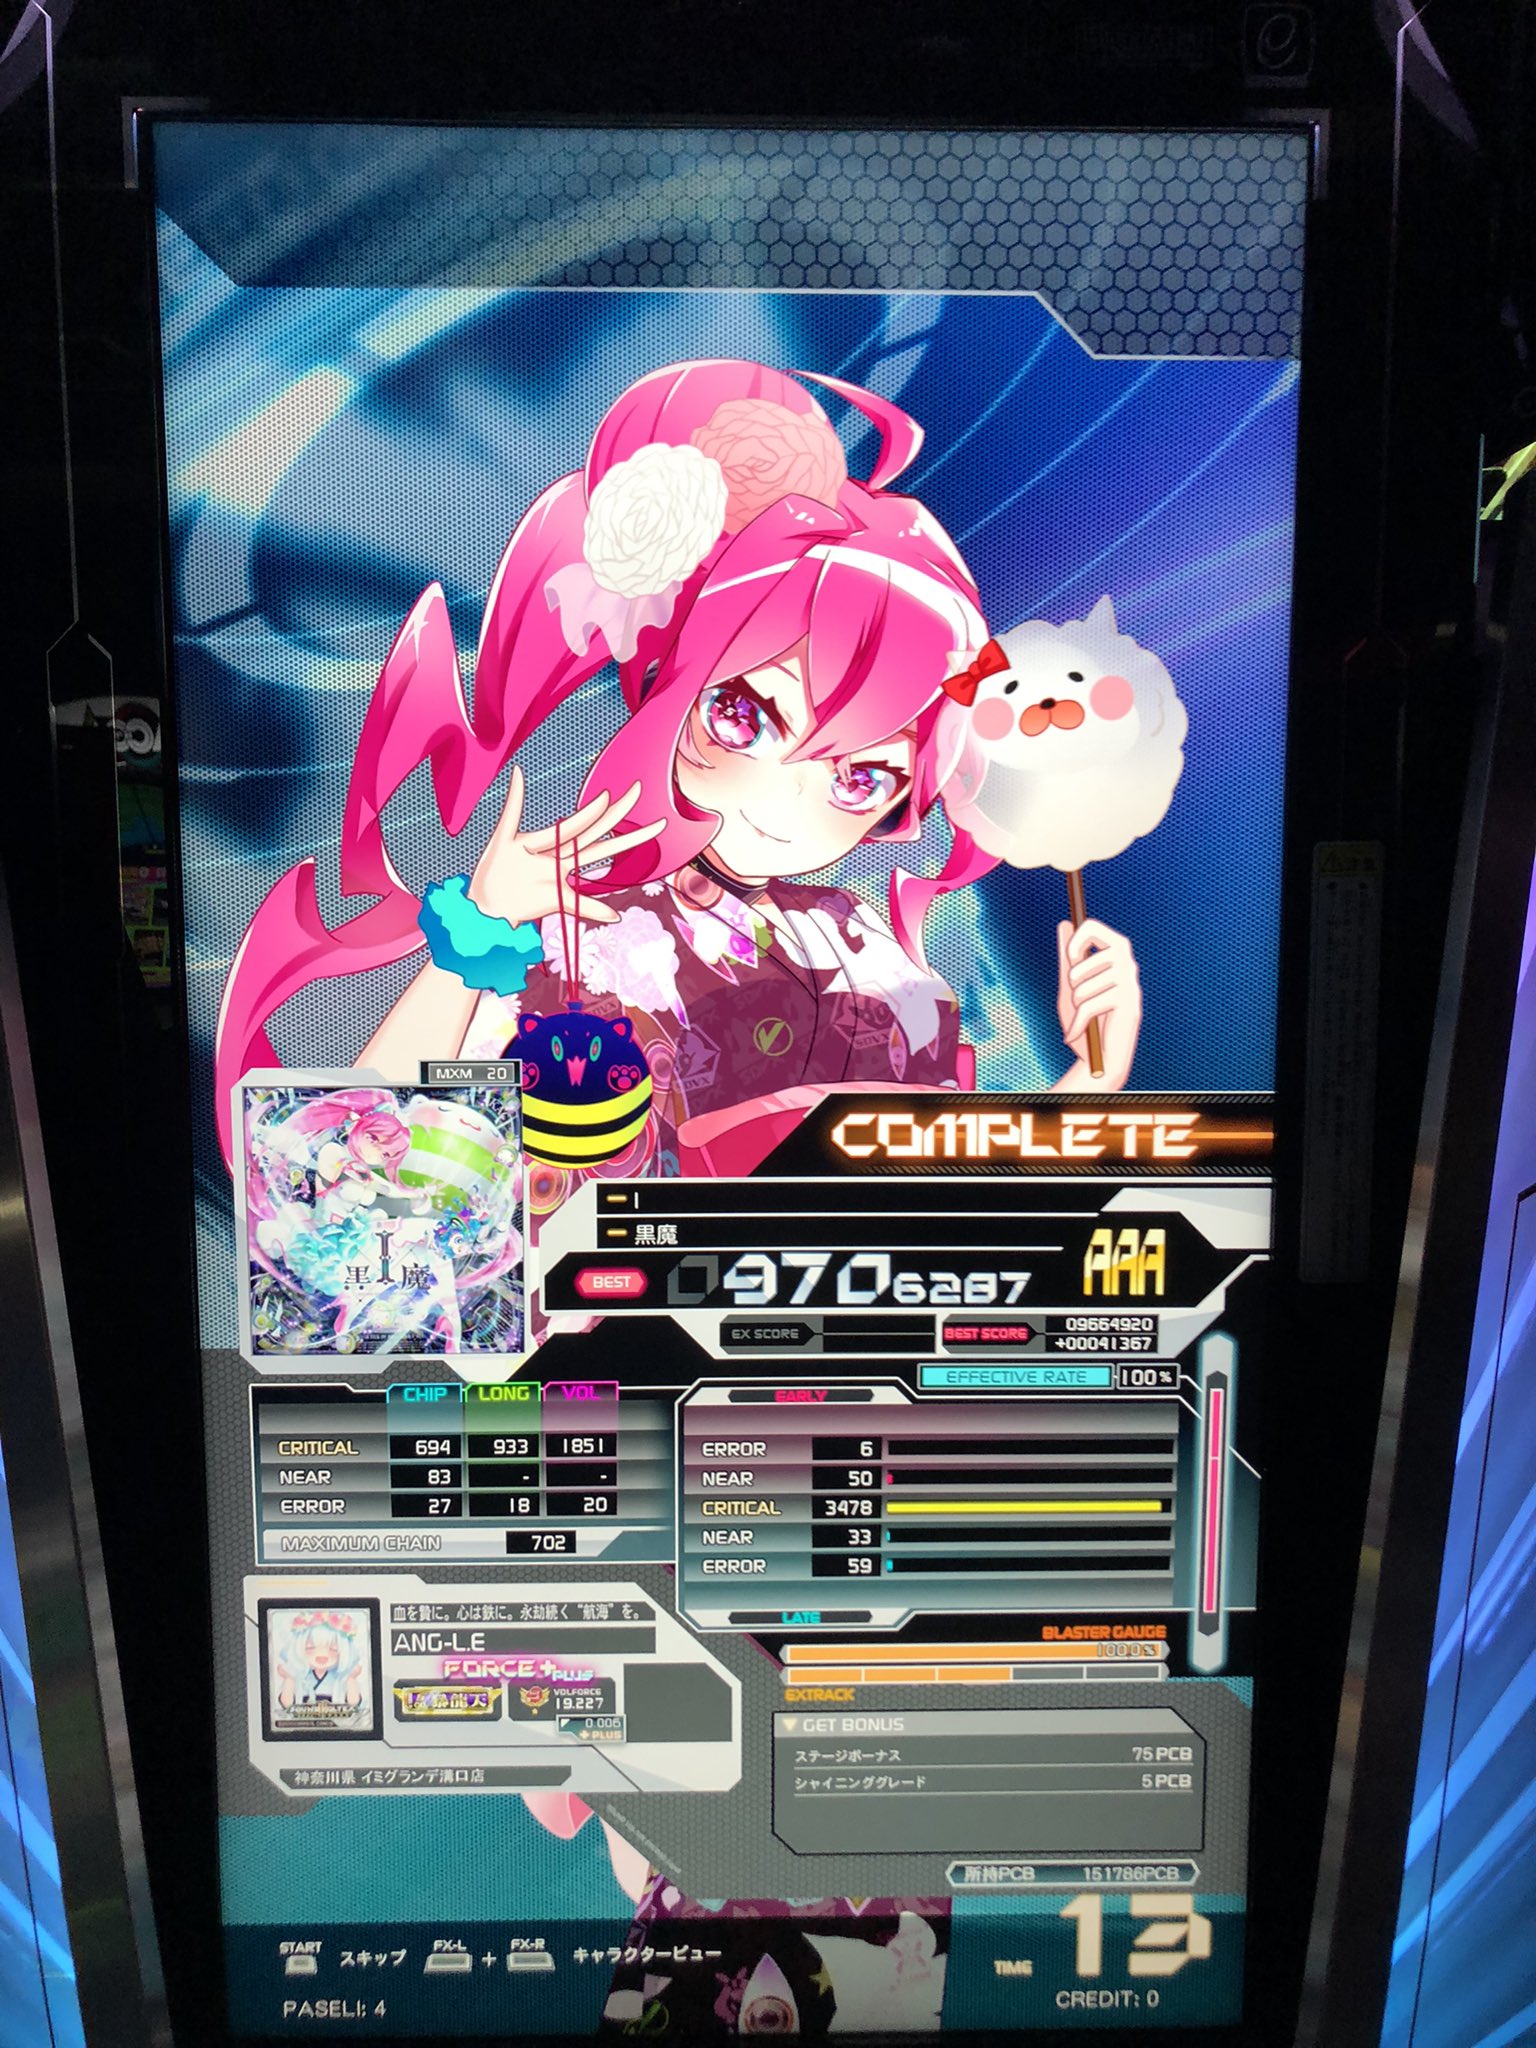 MXM 20
COMPLETE
I
黒魔
黒 I 魔
BEST 09706287 AAA
EX SCORE
BEST SCORE 09664920
+00041367
EFFECTIVE RATE 100%
CHIP LONG VOL
CRITICAL 694 933 1851
NEAR 83 - -
ERROR 27 18 20
MAXIMUM CHAIN 702
EARLY
ERROR 6
NEAR 50
CRITICAL 3478
NEAR 33
ERROR 59
LATE
血を贄に。心は鉄に。永劫続く“航海”を。
ANG-L.E
FORCE+PLUS
VOLFORCE
19.227
0.006
+PLUS
神奈川県 イミグランデ溝口店
BLASTER GAUGE
100.0%
EXTRACK
GET BONUS
ステージボーナス 75PCB
シャイニンググレード 5PCB
所持PCB 151786PCB
START スキップ FX-L + FX-R キャラクタービュー
TIME 13
PASELI: 4
CREDIT: 0